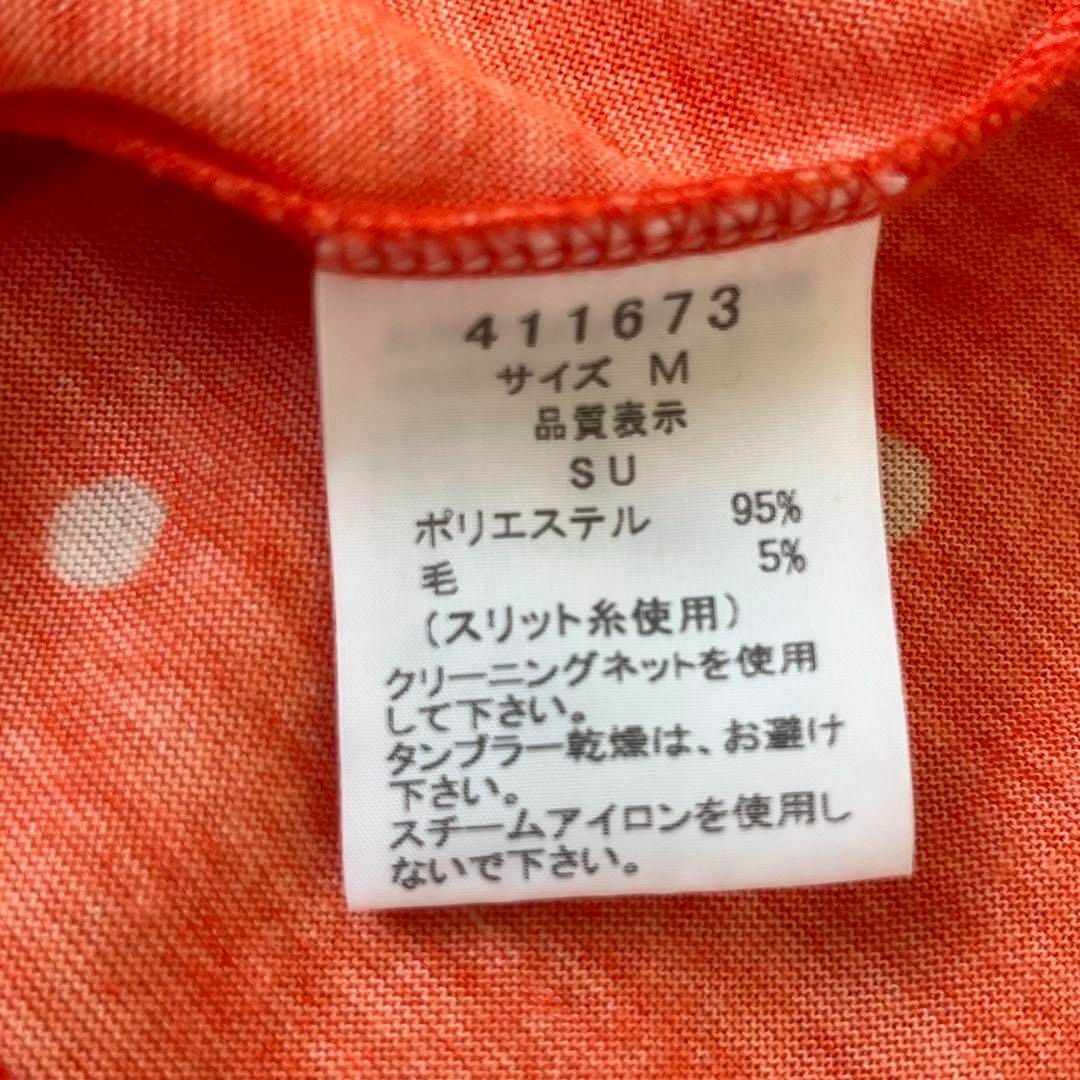 411673
サイズ M
品質表示
SU
ポリエステル 95%
毛 5%
(スリット糸使用)
クリーニングネットを使用
して下さい。
タンブラー乾燥は、お避け
下さい。
スチームアイロンを使用し
ないで下さい。